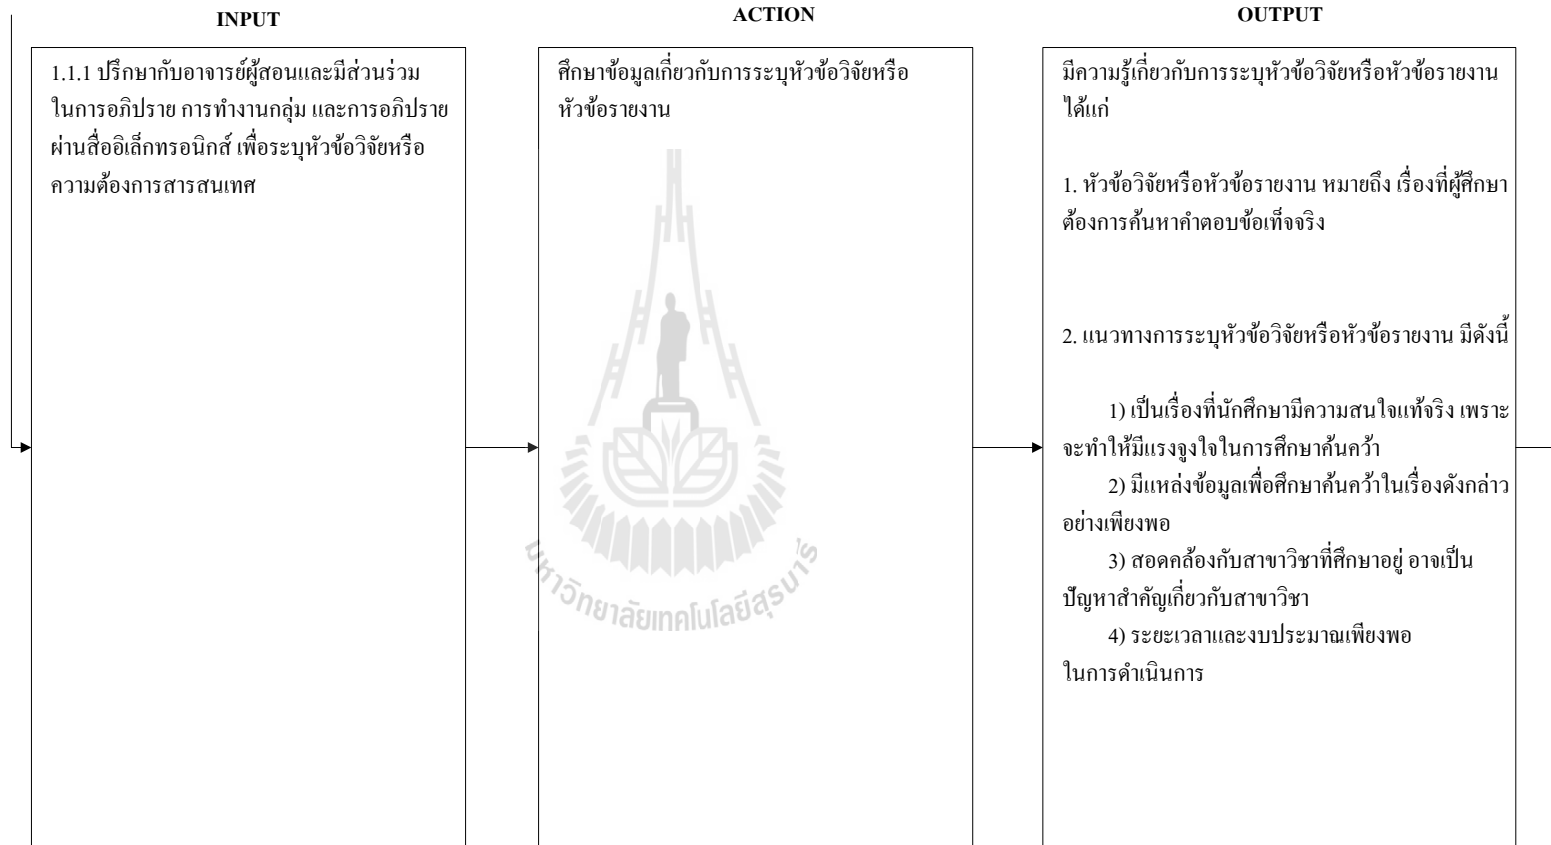 INPUT
1.1.1 ปรึกษากับอาจารย์ผู้สอนและมีส่วนร่วม
ในการอภิปราย การทำงานกลุ่ม และการอภิปราย
ผ่านสื่ออิเล็กทรอนิกส์ เพื่อระบุหัวข้อวิจัยหรือ
ความต้องการสารสนเทศ
ACTION
ศึกษาข้อมูลเกี่ยวกับการระบุหัวข้อวิจัยหรือ
หัวข้อรายงาน
มหาวิทยาลัยเทคโนโลยีสุรนารี
OUTPUT
มีความรู้เกี่ยวกับการระบุหัวข้อวิจัยหรือหัวข้อรายงาน
ได้แก่
1. หัวข้อวิจัยหรือหัวข้อรายงาน หมายถึง เรื่องที่ผู้ศึกษา
ต้องการค้นหาคำตอบข้อเท็จจริง
2. แนวทางการระบุหัวข้อวิจัยหรือหัวข้อรายงาน มีดังนี้
1) เป็นเรื่องที่นักศึกษามีความสนใจแท้จริง เพราะ
จะทำให้มีแรงจูงใจในการศึกษาค้นคว้า
2) มีแหล่งข้อมูลเพื่อศึกษาค้นคว้าในเรื่องดังกล่าว
อย่างเพียงพอ
3) สอดคล้องกับสาขาวิชาที่ศึกษาอยู่ อาจเป็น
ปัญหาสำคัญเกี่ยวกับสาขาวิชา
4) ระยะเวลาและงบประมาณเพียงพอ
ในการดำเนินการ